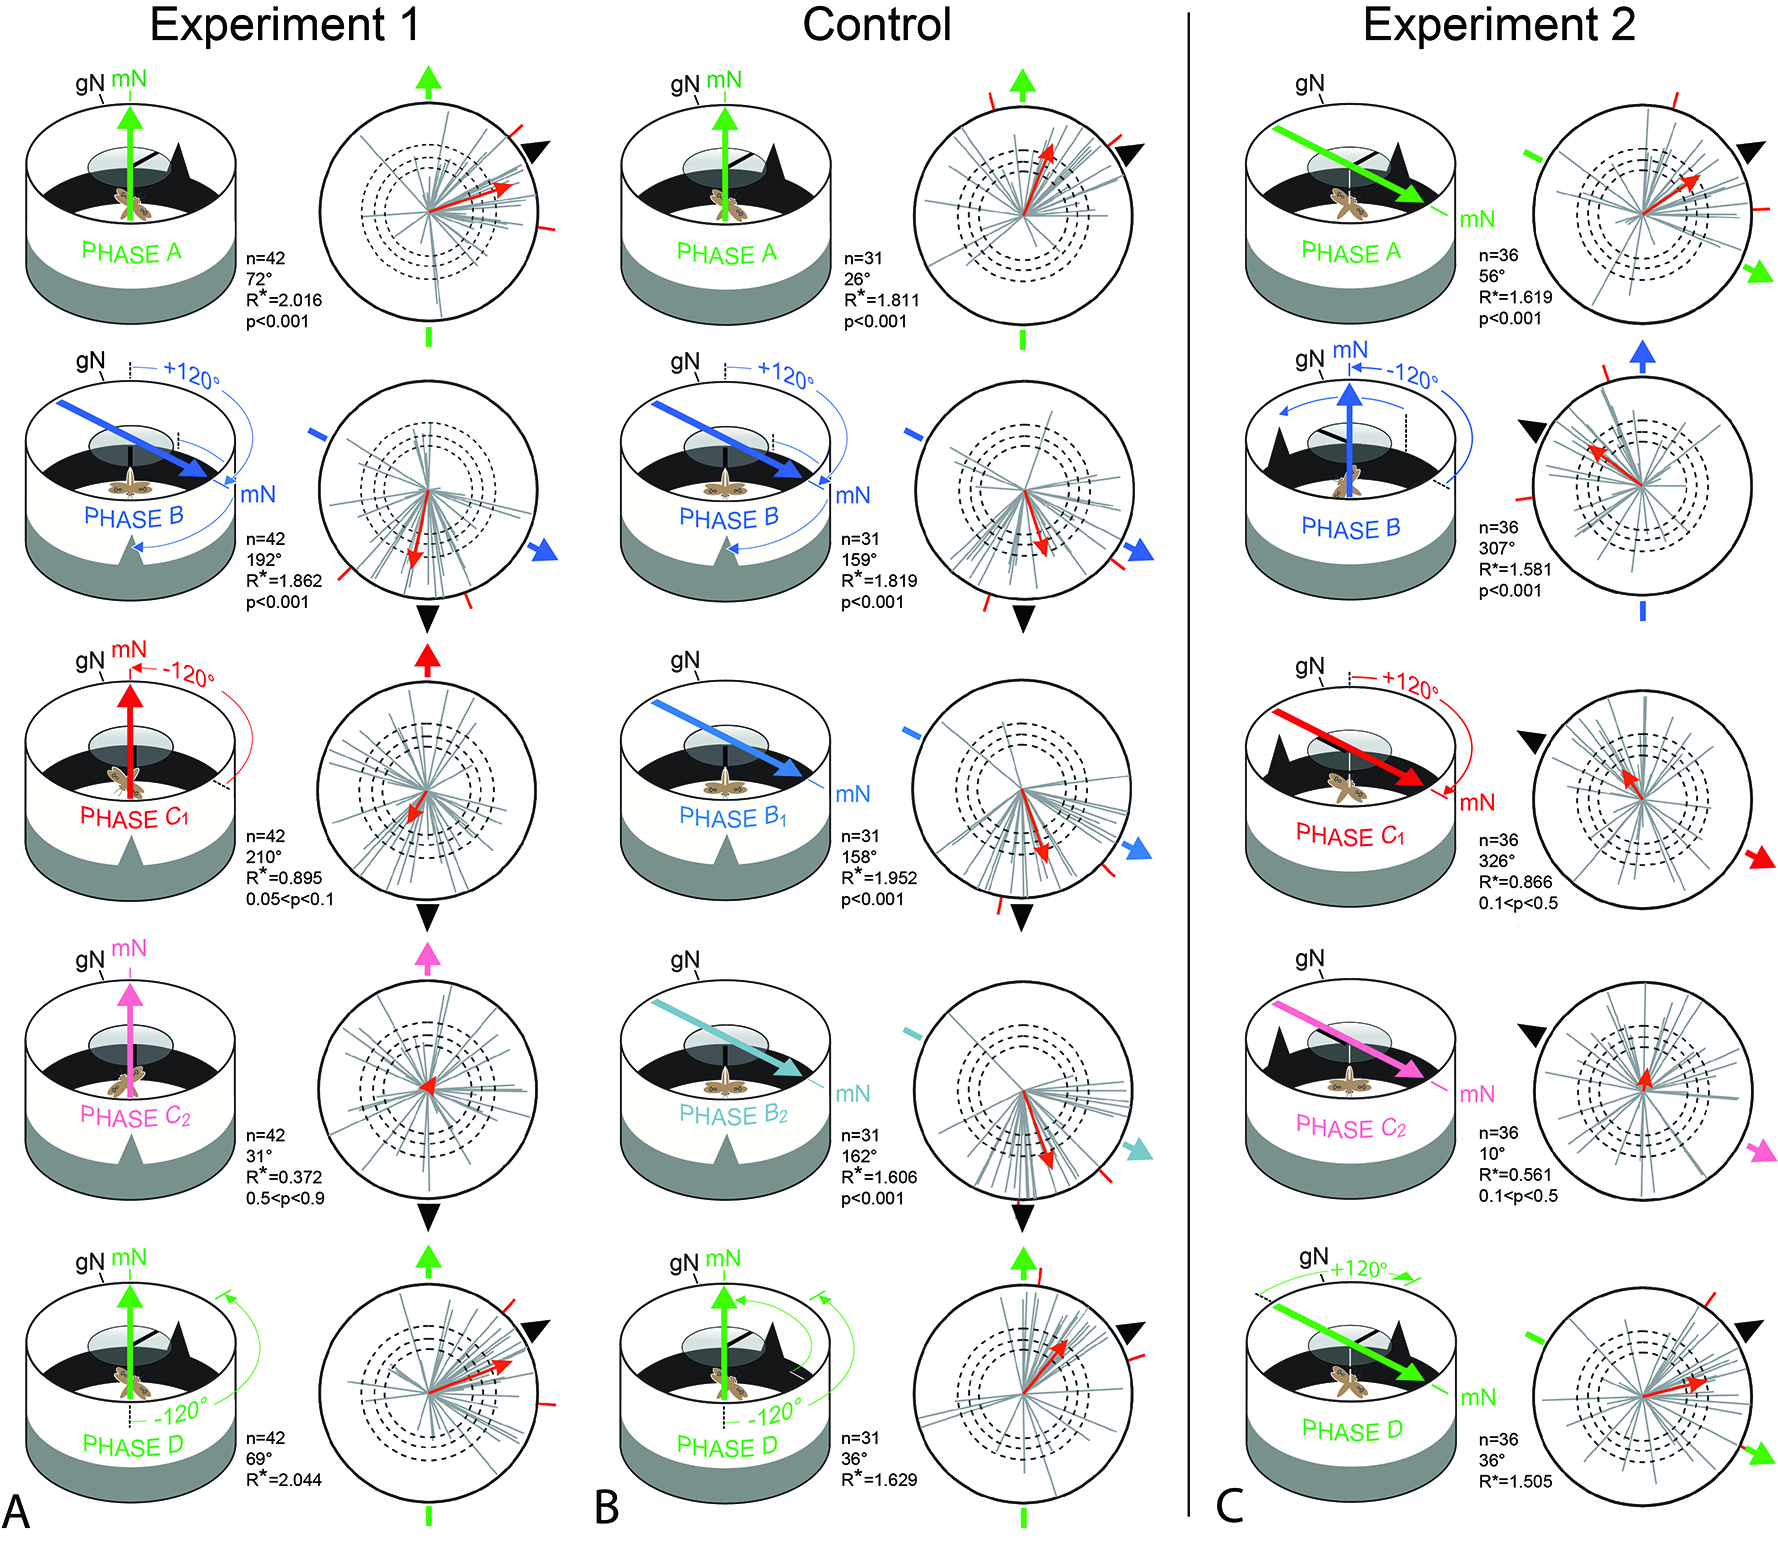 Experiment 1
gN mN
PHASE A
n=42
72°
R*=2.016
p<0.001
gN
+120°
mN
PHASE B
n=42
192°
R*=1.862
p<0.001
gN mN
-120°
PHASE C1
n=42
210°
R*=0.895
0.05<p<0.1
gN mN
PHASE C2
n=42
31°
R*=0.372
0.5<p<0.9
gN mN
-120°
PHASE D
n=42
69°
R*=2.044
A
Control
gN mN
PHASE A
n=31
26°
R*=1.811
p<0.001
gN
+120°
mN
PHASE B
n=31
159°
R*=1.819
p<0.001
gN
mN
PHASE B1
n=31
158°
R*=1.952
p<0.001
gN
mN
PHASE B2
n=31
162°
R*=1.606
p<0.001
gN mN
-120°
PHASE D
n=31
36°
R*=1.629
B
Experiment 2
gN
mN
PHASE A
n=36
56°
R*=1.619
p<0.001
gN mN
-120°
PHASE B
n=36
307°
R*=1.581
p<0.001
gN
+120°
mN
PHASE C1
n=36
326°
R*=0.866
0.1<p<0.5
gN
mN
PHASE C2
n=36
10°
R*=0.561
0.1<p<0.5
gN
+120°
mN
PHASE D
n=36
36°
R*=1.505
C